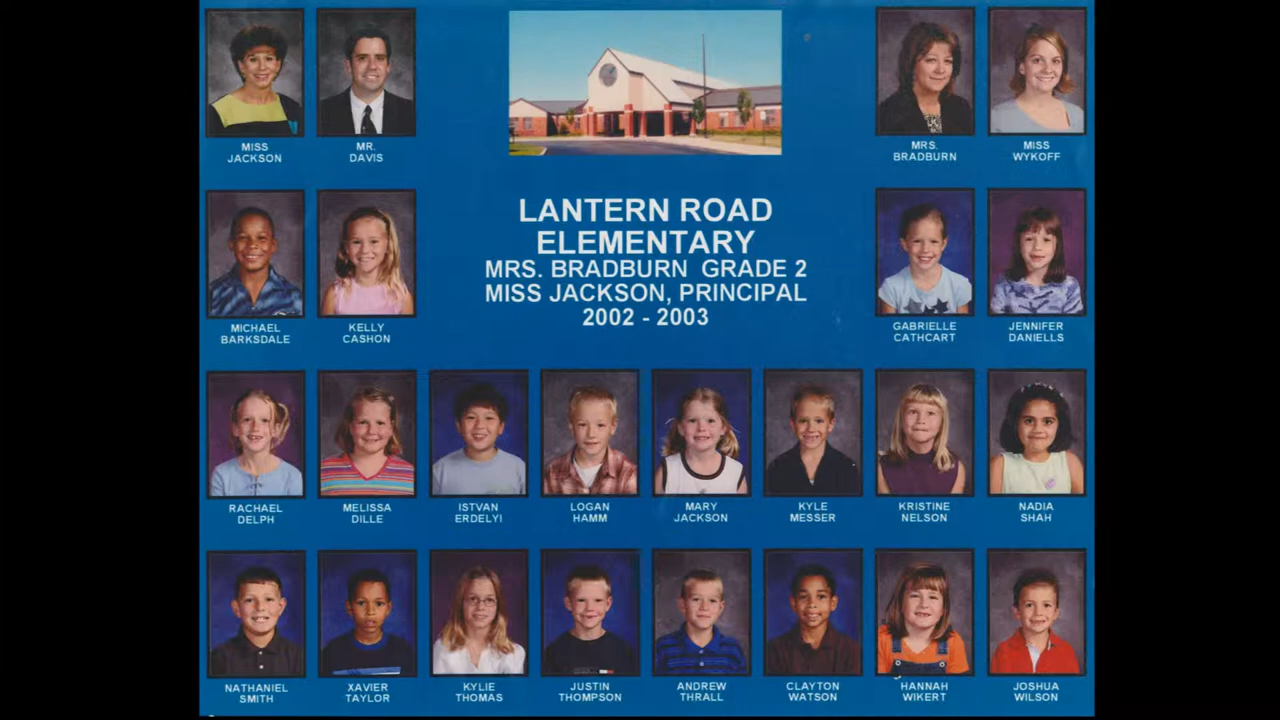 MISS
JACKSON
MR.
DAVIS
MRS.
BRADBURN
MISS
WYKOFF
LANTERN ROAD
ELEMENTARY
MRS. BRADBURN GRADE 2
MISS JACKSON, PRINCIPAL
2002 - 2003
MICHAEL
BARKSDALE
KELLY
CASHON
GABRIELLE
CATHCART
JENNIFER
DANIELLS
RACHAEL
DELPH
MELISSA
DILLE
ISTVAN
ERDELYI
LOGAN
HAMM
MARY
JACKSON
KYLE
MESSER
KRISTINE
NELSON
NADIA
SHAH
NATHANIEL
SMITH
XAVIER
TAYLOR
KYLIE
THOMAS
JUSTIN
THOMPSON
ANDREW
THRALL
CLAYTON
WATSON
HANNAH
WIKERT
JOSHUA
WILSON